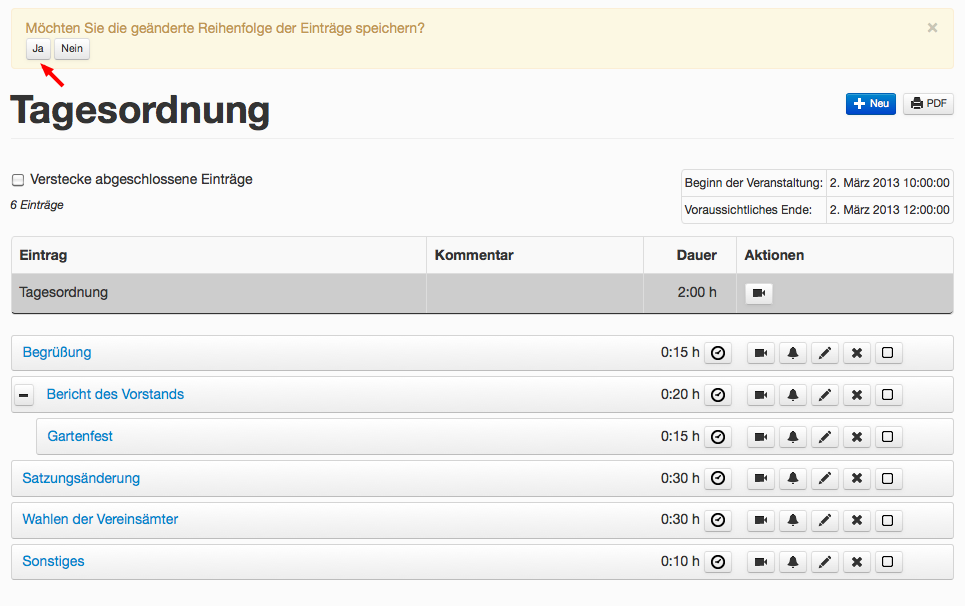 Möchten Sie die geänderte Reihenfolge der Einträge speichern?
Ja Nein
Tagesordnung
Neu PDF
Verstecke abgeschlossene Einträge
6 Einträge
Beginn der Veranstaltung: 2. März 2013 10:00:00
Voraussichtliches Ende: 2. März 2013 12:00:00
Eintrag Kommentar Dauer Aktionen
Tagesordnung 2:00 h
Begrüßung 0:15 h
Bericht des Vorstands 0:20 h
Gartenfest 0:15 h
Satzungsänderung 0:30 h
Wahlen der Vereinsämter 0:30 h
Sonstiges 0:10 h